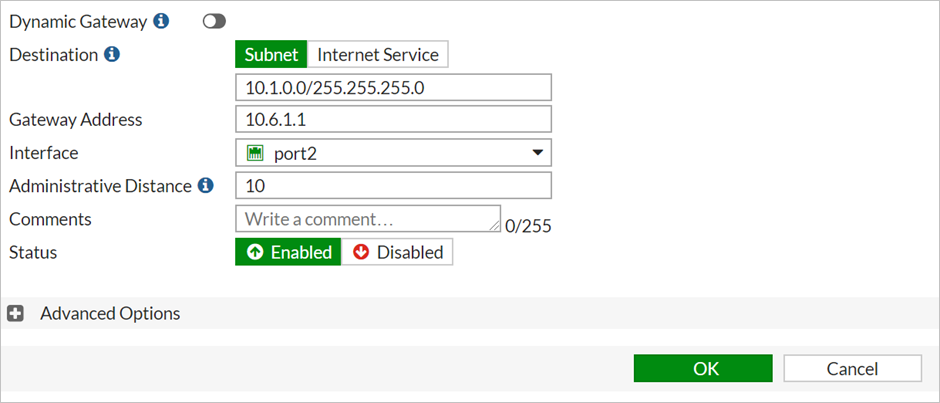 Dynamic Gateway
Destination Subnet Internet Service
10.1.0.0/255.255.255.0
Gateway Address 10.6.1.1
Interface port2
Administrative Distance 10
Comments Write a comment... 0/255
Status Enabled Disabled
Advanced Options
OK Cancel